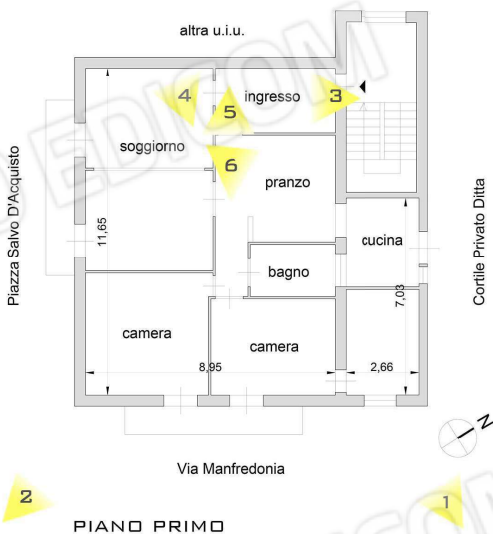 altra u.i.u.
4
ingresso
3
5
soggiorno
6
pranzo
Piazza Salvo D'Acquisto
11,65
cucina
Cortile Privato Ditta
bagno
7,03
camera
camera
8,95
2,66
N
Via Manfredonia
2
1
PIANO PRIMO
EDICOM
EDICOM